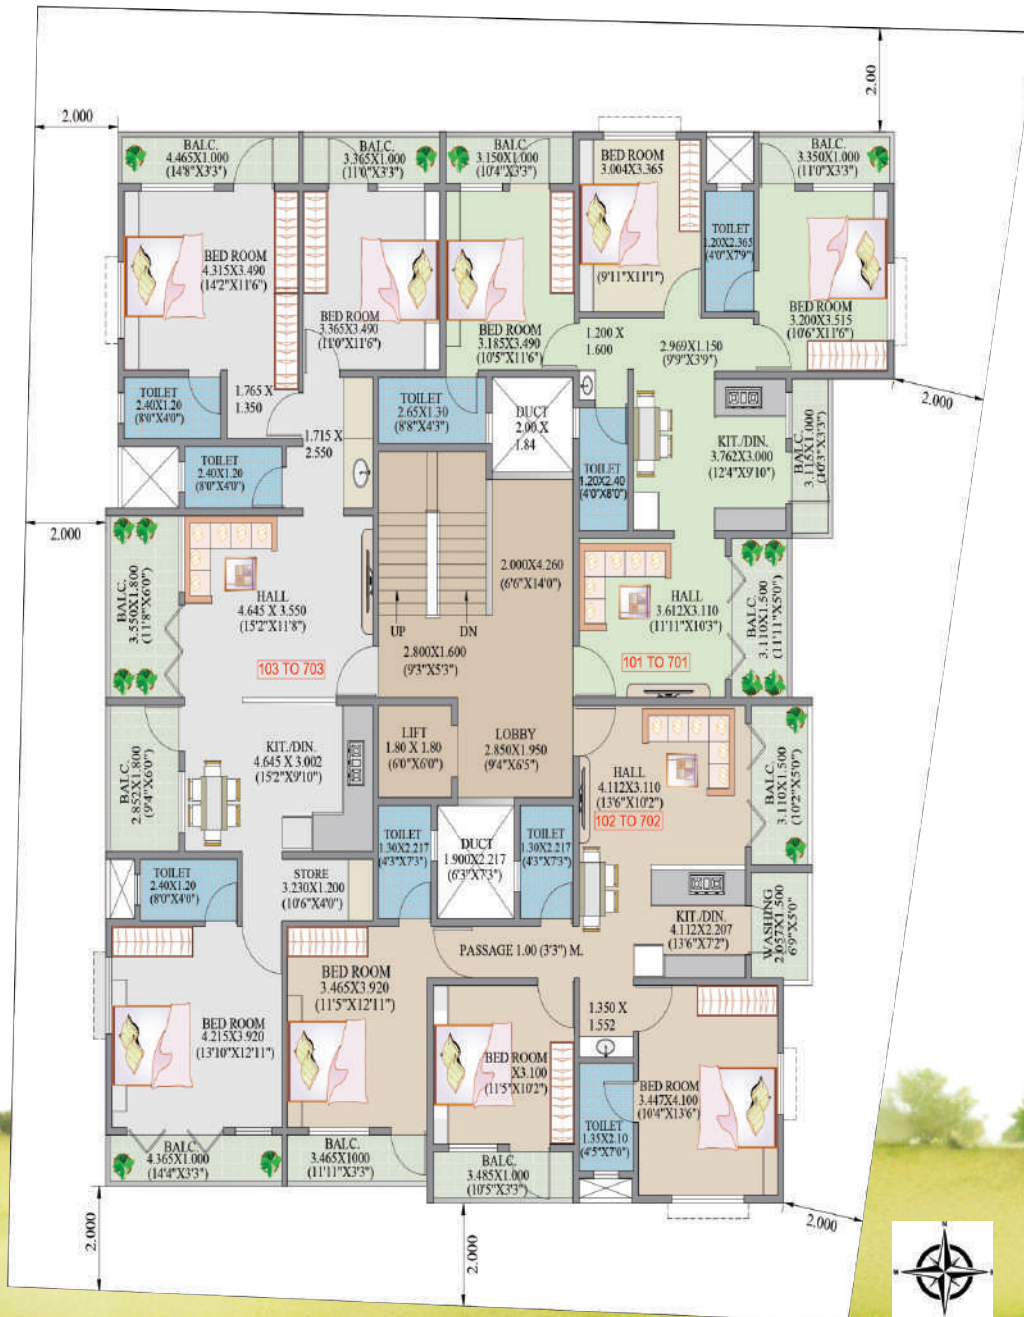 2.000
2.00
BALC.
4.465X1.000
(14'8"X3'3")
BALC.
3.365X1.000
(11'0"X3'3")
BALC.
3.150X1.000
(10'4"X3'3")
BED ROOM
3.004X3.365
(9'11"X11'1")
BALC.
3.350X1.000
(11'0"X3'3")
TOILET
1.20X2.365
(4'0"X7'9")
BED ROOM
4.315X3.490
(14'2"X11'6")
BED ROOM
3.365X3.490
(11'0"X11'6")
BED ROOM
3.185X3.490
(10'5"X11'6")
1.200 X
1.600
2.969X1.150
(9'9"X3'9")
BED ROOM
3.200X3.515
(10'6"X11'6")
2.000
TOILET
2.40X1.20
(8'0"X4'0")
1.765 X
1.350
1.715 X
2.550
TOILET
2.65X1.30
(8'8"X4'3")
DUCT
2.00 X
1.84
TOILET
2.40X1.20
(8'0"X4'0")
TOILET
1.20X2.40
(4'0"X8'0")
KIT./DIN.
3.762X3.000
(12'4"X9'10")
BALC.
3.115X1.000
(10'3"X3'3")
2.000
BALC.
3.550X1.800
(11'8"X6'0")
HALL
4.645 X 3.550
(15'2"X11'8")
103 TO 703
2.000X4.260
(6'6"X14'0")
UP
DN
2.800X1.600
(9'3"X5'3")
HALL
3.612X3.110
(11'11"X10'3")
101 TO 701
BALC.
3.110X1.500
(11'11"X5'0")
BALC.
2.852X1.800
(9'4"X6'0")
KIT./DIN.
4.645 X 3.002
(15'2"X9'10")
LIFT
1.80 X 1.80
(6'0"X6'0")
LOBBY
2.850X1.950
(9'4"X6'5")
HALL
4.112X3.110
(13'6"X10'2")
102 TO 702
BALC.
3.110X1.500
(10'2"X5'0")
TOILET
1.30X2.217
(4'3"X7'3")
DUCT
1.900X2.217
(6'3"X7'3")
TOILET
1.30X2.217
(4'3"X7'3")
TOILET
2.40X1.20
(8'0"X4'0")
STORE
3.230X1.200
(10'6"X4'0")
KIT./DIN.
4.112X2.207
(13'6"X7'2")
WASHING
2.057X1.500
6'9"X5'0"
PASSAGE 1.00 (3'3") M.
BED ROOM
3.465X3.920
(11'5"X12'11")
BED ROOM
4.215X3.920
(13'10"X12'11")
BED ROOM
X3.100
(11'5"X10'2")
1.350 X
1.552
BED ROOM
3.447X4.100
(10'4"X13'6")
TOILET
1.35X2.10
(4'5"X7'0")
BALC.
4.365X1.000
(14'4"X3'3")
BALC.
3.465X1000
(11'11"X3'3")
BALC.
3.485X1.000
(10'5"X3'3")
2.000
2.000
2.000
N